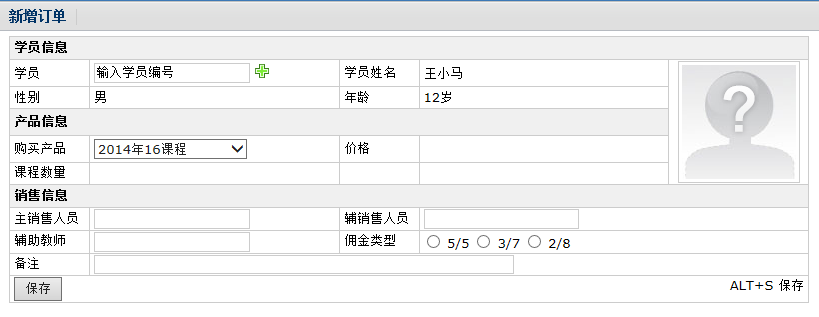 新增订单
学员信息
学员 输入学员编号 学员姓名 王小马
性别 男 年龄 12岁
产品信息
购买产品 2014年16课程 价格
课程数量
销售信息
主销售人员 辅销售人员
辅助教师 佣金类型 5/5 3/7 2/8
备注
保存 ALT+S 保存